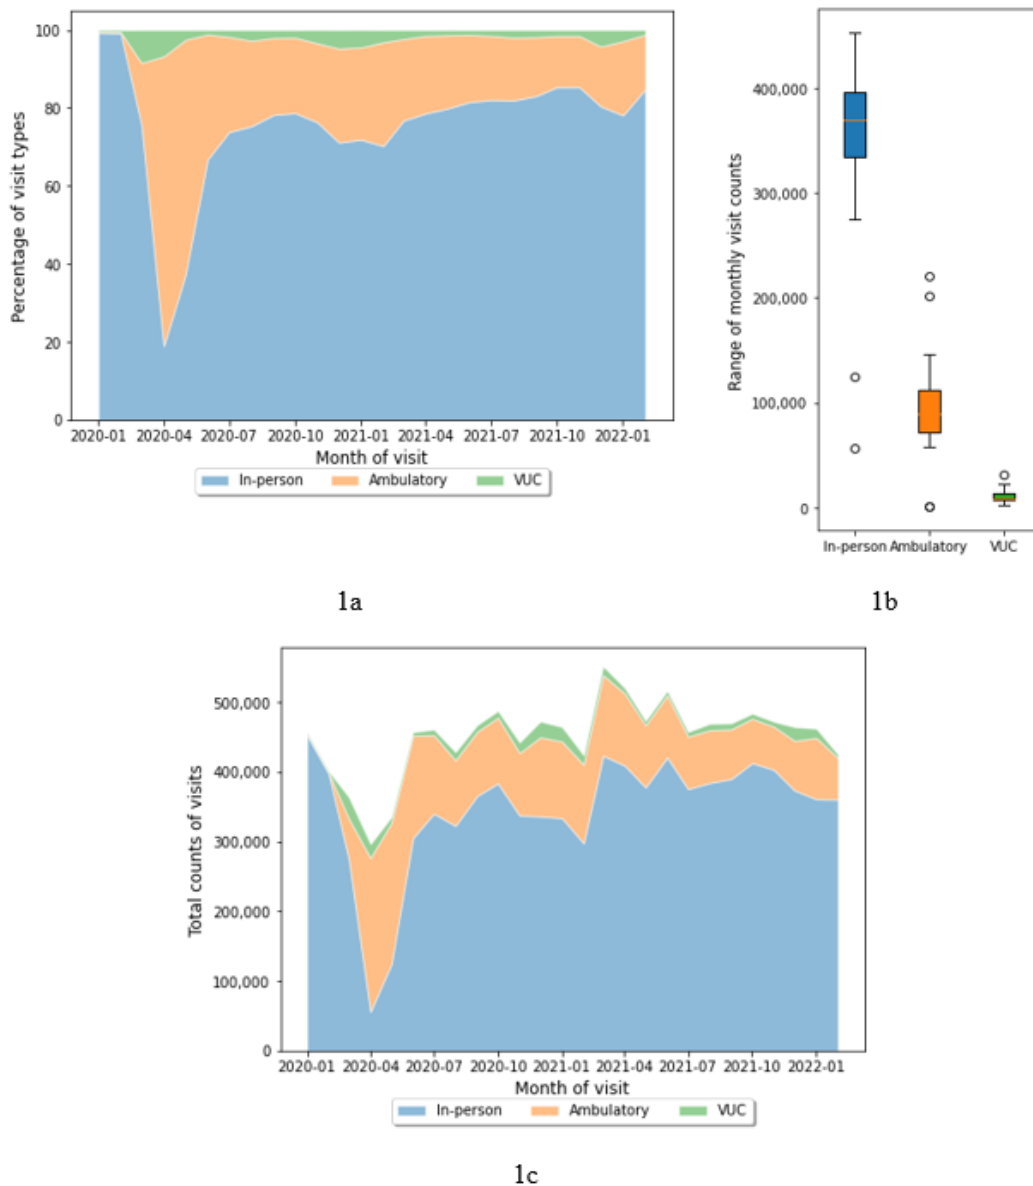 Percentage of visit types
100
80
60
40
20
0
2020-01 2020-04 2020-07 2020-10 2021-01 2021-04 2021-07 2021-10 2022-01
Month of visit
In-person Ambulatory VUC
1a
Range of monthly visit counts
400,000
300,000
200,000
100,000
0
In-person Ambulatory VUC
1b
Total counts of visits
500,000
400,000
300,000
200,000
100,000
0
2020-01 2020-04 2020-07 2020-10 2021-01 2021-04 2021-07 2021-10 2022-01
Month of visit
In-person Ambulatory VUC
1c